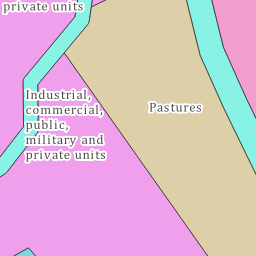 private units
Industrial,
commercial,
public,
military and
private units
Pastures